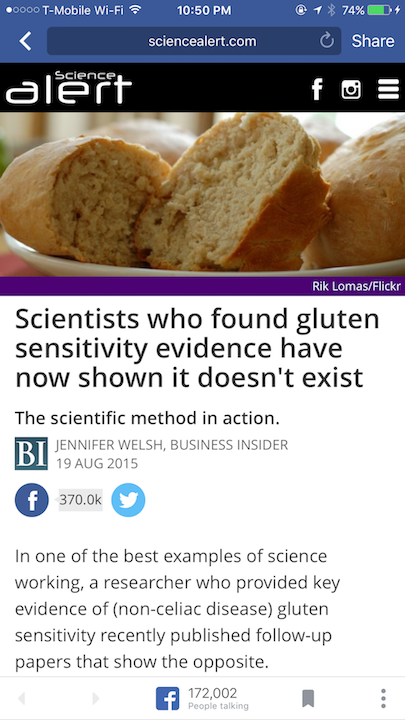 T-Mobile Wi-Fi 10:50 PM 74%
sciencealert.com Share
Science
alert
Rik Lomas/Flickr
Scientists who found gluten
sensitivity evidence have
now shown it doesn't exist
The scientific method in action.
BI JENNIFER WELSH, BUSINESS INSIDER
19 AUG 2015
370.0k
In one of the best examples of science
working, a researcher who provided key
evidence of (non-celiac disease) gluten
sensitivity recently published follow-up
papers that show the opposite.
172,002
People talking